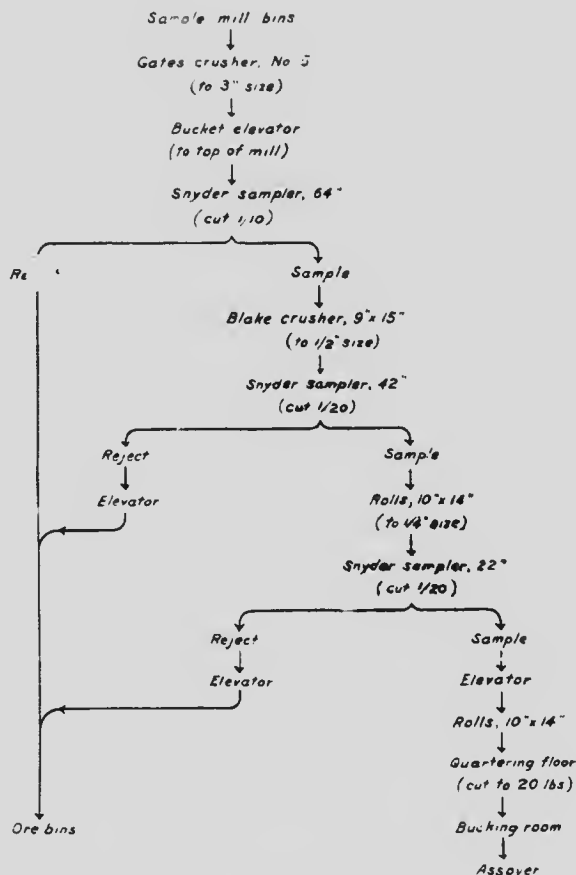 Sample mill bins
Gates crusher, No 5
(to 3" size)
Bucket elevator
(to top of mill)
Snyder sampler, 64"
(cut 1/10)
Sample
Blake crusher, 9"x 15"
(to 1/2" size)
Snyder sampler, 42"
(cut 1/20)
Reject
Sample
Elevator
Rolls, 10"x 14"
(to 1/4" size)
Snyder sampler, 22"
(cut 1/20)
Reject
Sample
Elevator
Elevator
Rolls, 10"x 14"
Quartering floor
(cut to 20 lbs)
Ore bins
Bucking room
Assayer